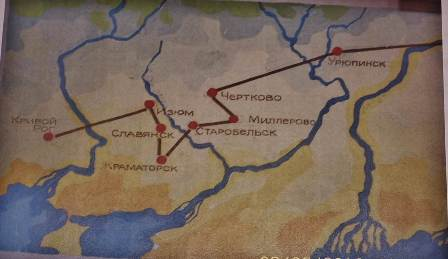 УРЮПИНСК
ЧЕРТКОВО
ИЗЮМ
МИЛЛЕРОВО
КРИВОЙ
РОГ
СЛАВЯНСК
СТАРОБЕЛЬСК
КРАМАТОРСК